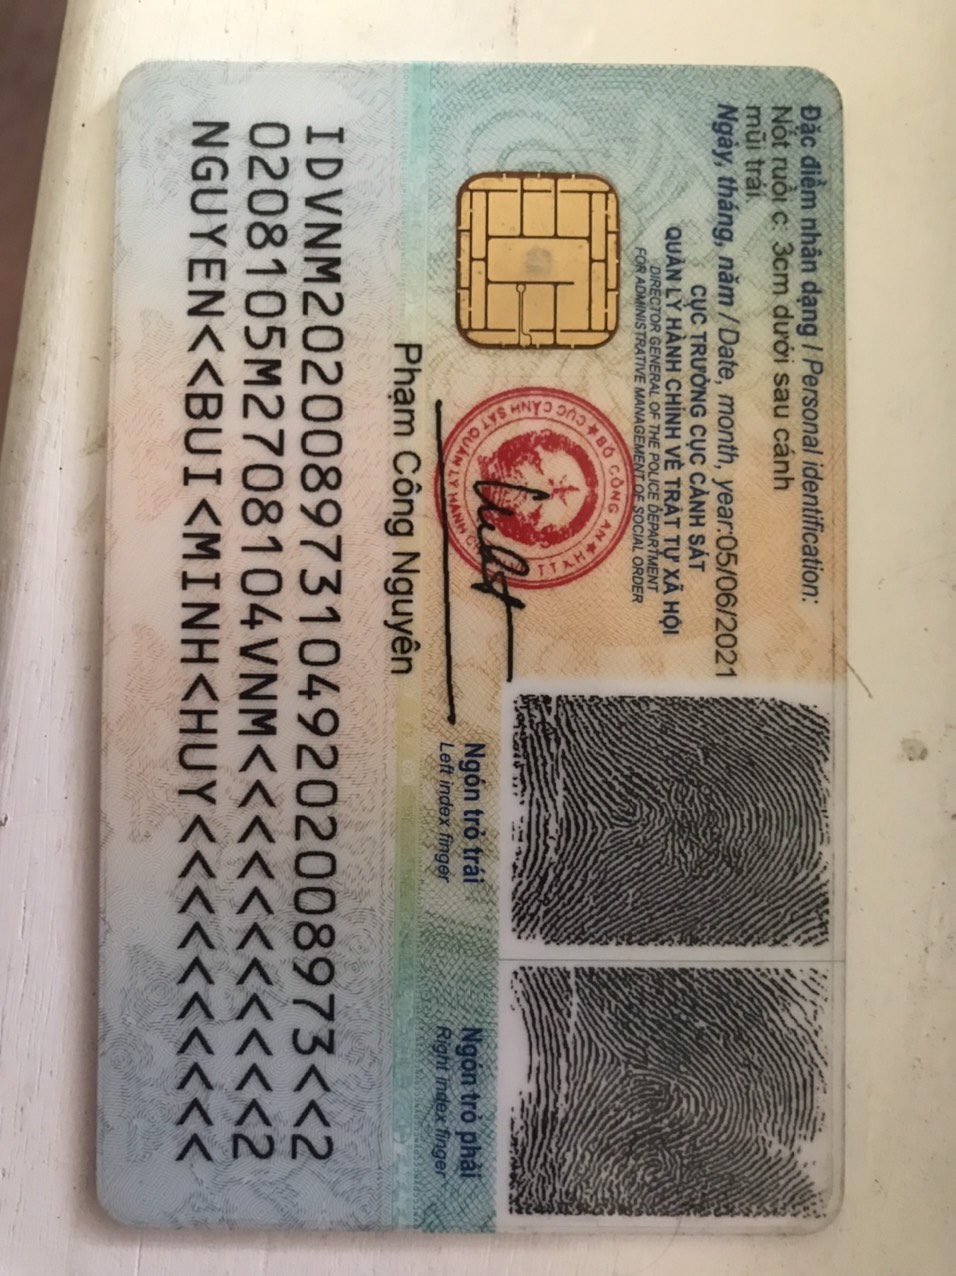 Đặc điểm nhân dạng / Personal identification:
Nốt ruồi c: 3cm dưới sau cánh
mũi trái.
Ngày, tháng, năm / Date, month, year:05/06/2021
CỤC TRƯỞNG CỤC CẢNH SÁT
QUẢN LÝ HÀNH CHÍNH VỀ TRẬT TỰ XÃ HỘI
DIRECTOR GENERAL OF THE POLICE DEPARTMENT
FOR ADMINISTRATIVE MANAGEMENT OF SOCIAL ORDER
BỘ CÔNG AN
CỤC CẢNH SÁT QUẢN LÝ HÀNH
Phạm Công Nguyên
Ngón trỏ trái
Left index finger
Ngón trỏ phải
Right index finger
IDVNM2020089731049202020089 73<<2
0208105M2708104VNM<<<<<<<<<<<2
NGUYEN<<BUI<MINH<HUY<<<<<<<<<<